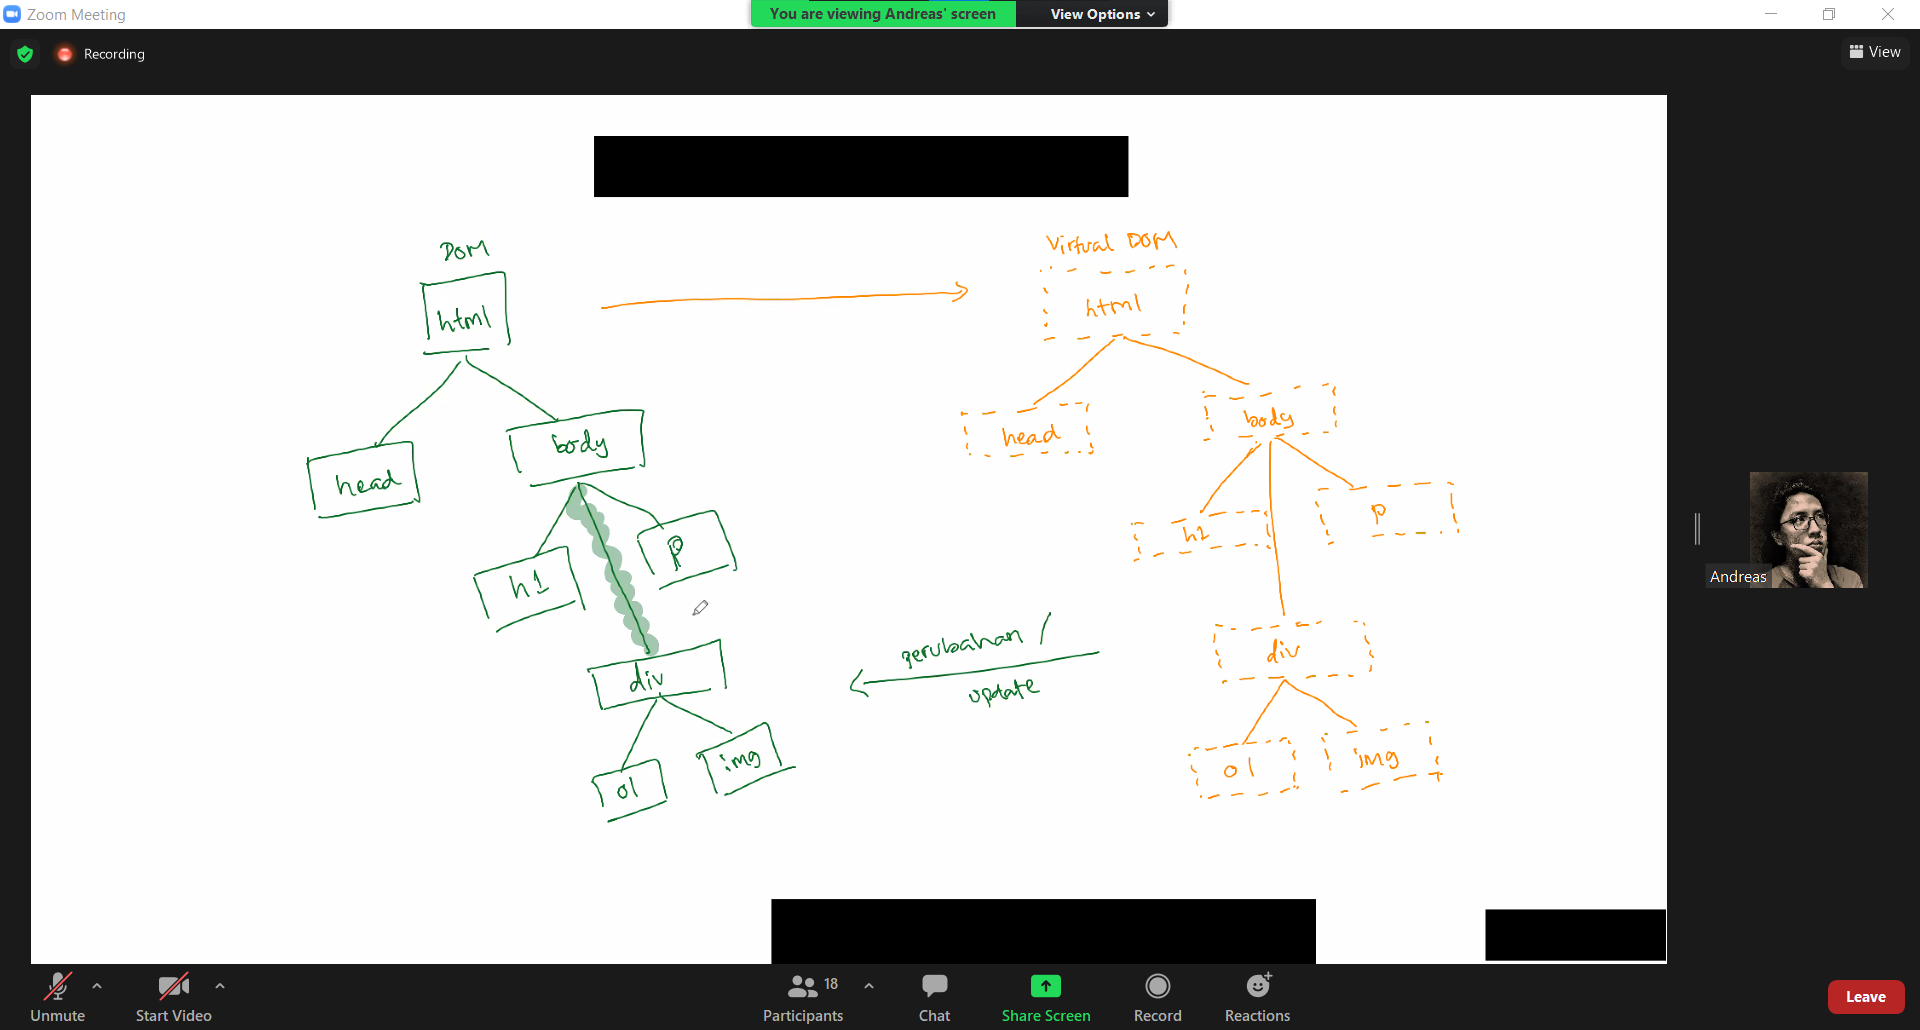 Zoom Meeting
You are viewing Andreas' screen
View Options
Recording
View
DOM
html
head
body
h1
p
div
ol
img
Virtual DOM
html
head
body
h1
p
div
ol
img
perubahan /
update
Andreas
Unmute
Start Video
Participants
18
Chat
Share Screen
Record
Reactions
Leave